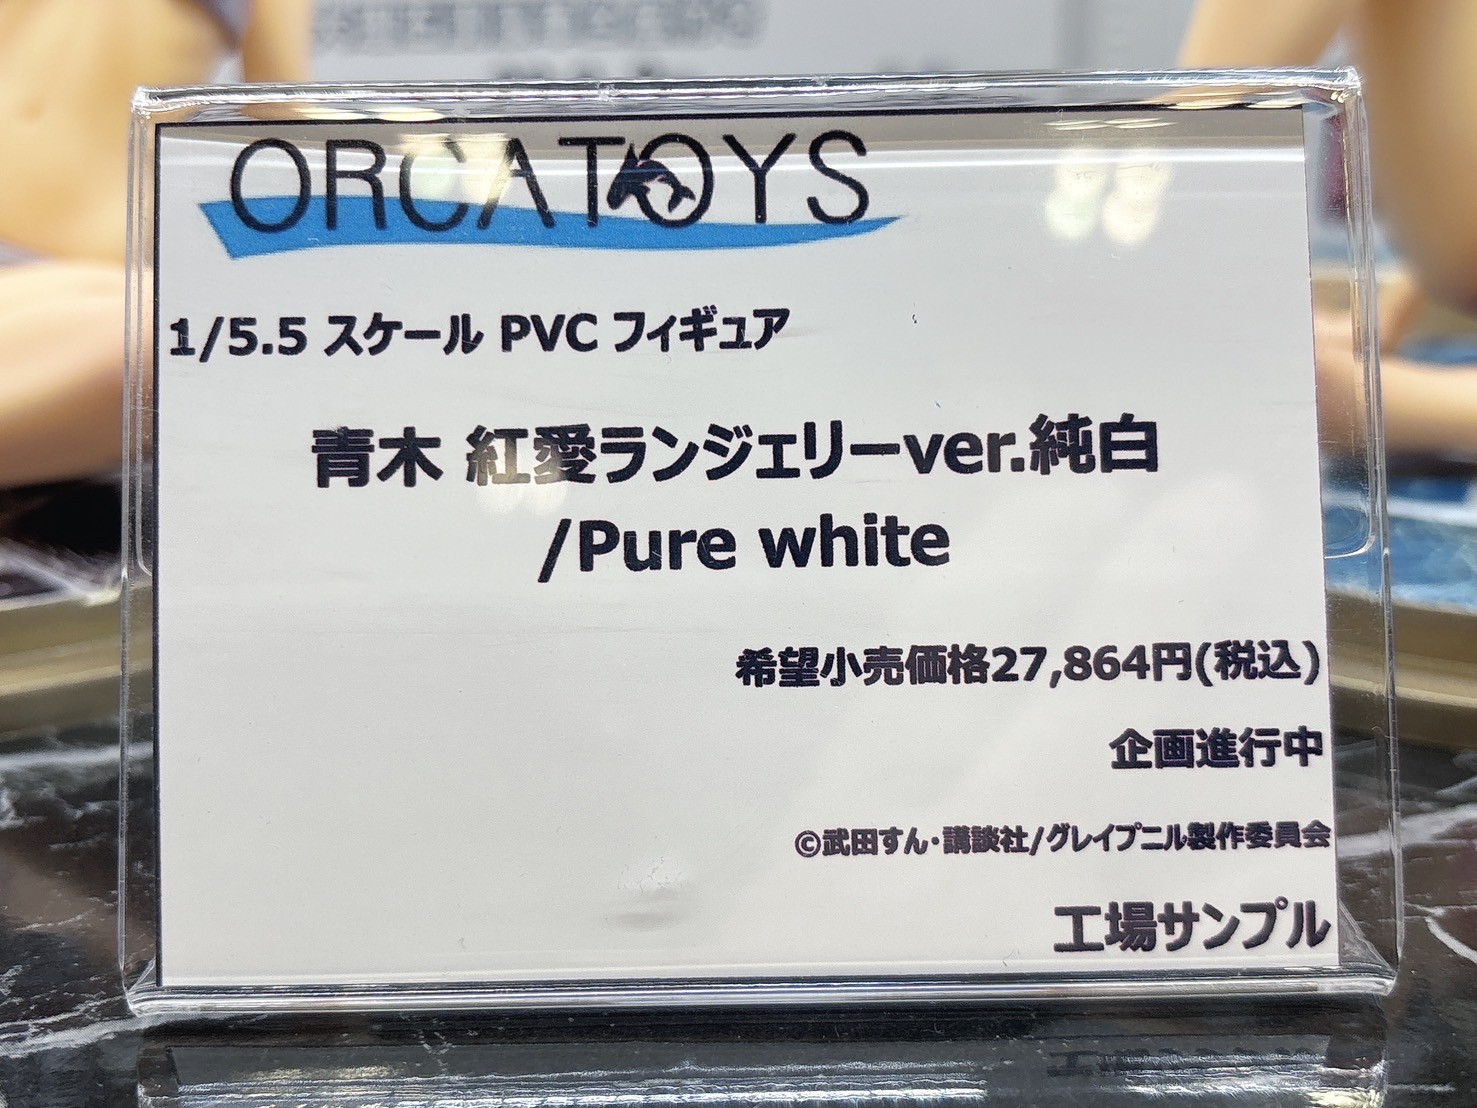 ORCATOYS
1/5.5 スケール PVC フィギュア
青木 紅愛ランジェリーver.純白
/Pure white
希望小売価格27,864円(税込)
企画進行中
©武田すん・講談社/グレイプニル製作委員会
工場サンプル